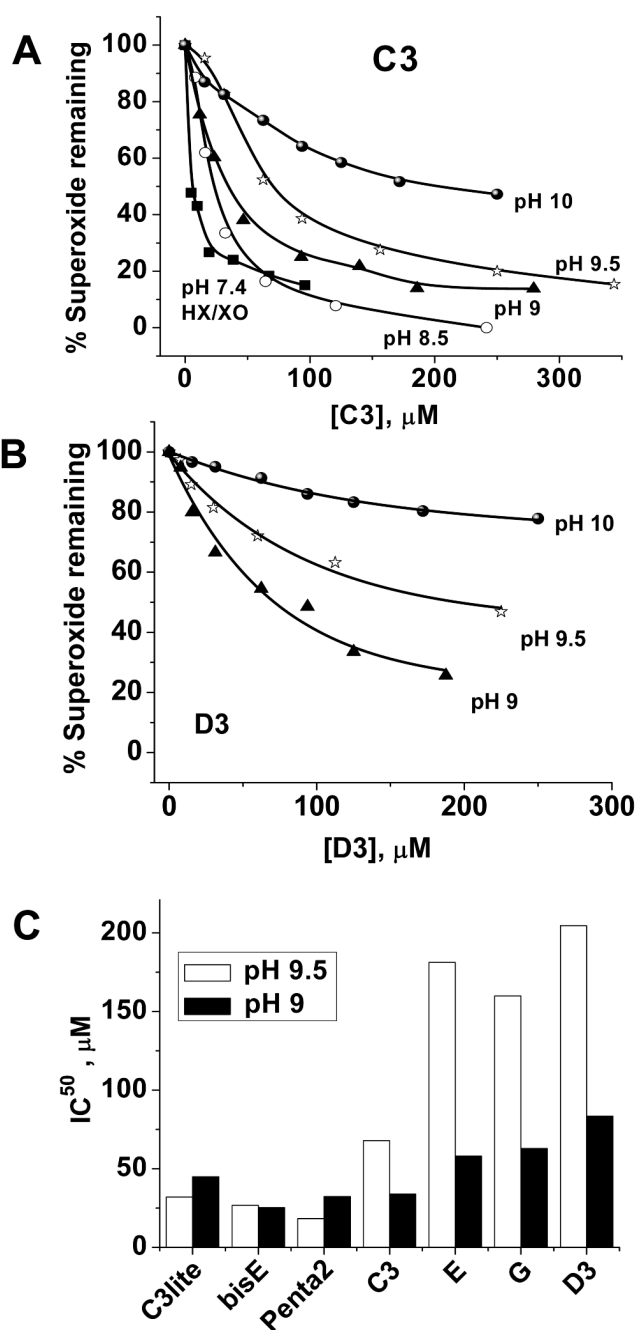 A
C3
% Superoxide remaining
100
80
60
40
20
0
pH 10
pH 9.5
pH 9
pH 8.5
pH 7.4
HX/XO
0 100 200 300
[C3], μM
B
% Superoxide remaining
100
80
60
40
20
0
pH 10
pH 9.5
pH 9
D3
0 100 200 300
[D3], μM
C
IC50 , μM
200
150
100
50
0
pH 9.5
pH 9
C3lite bisE Penta2 C3 E G D3